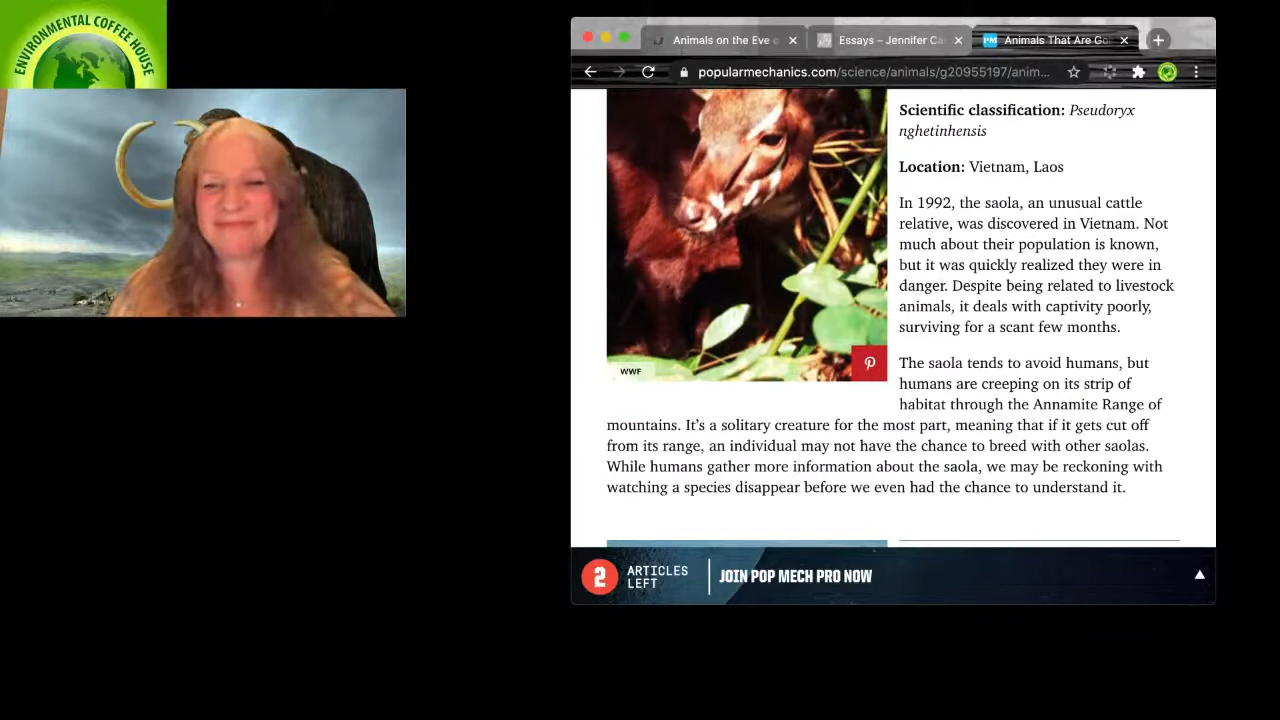 ENVIRONMENTAL COFFEE HOUSE
Animals on the Eve o
Essays – Jennifer Ca
Animals That Are Go
popularmechanics.com/science/animals/g20955197/anim...
Scientific classification: Pseudoryx
nghetinhensis
Location: Vietnam, Laos
In 1992, the saola, an unusual cattle
relative, was discovered in Vietnam. Not
much about their population is known,
but it was quickly realized they were in
danger. Despite being related to livestock
animals, it deals with captivity poorly,
surviving for a scant few months.
WWF
The saola tends to avoid humans, but
humans are creeping on its strip of
habitat through the Annamite Range of
mountains. It's a solitary creature for the most part, meaning that if it gets cut off
from its range, an individual may not have the chance to breed with other saolas.
While humans gather more information about the saola, we may be reckoning with
watching a species disappear before we even had the chance to understand it.
2 ARTICLES
LEFT
JOIN POP MECH PRO NOW